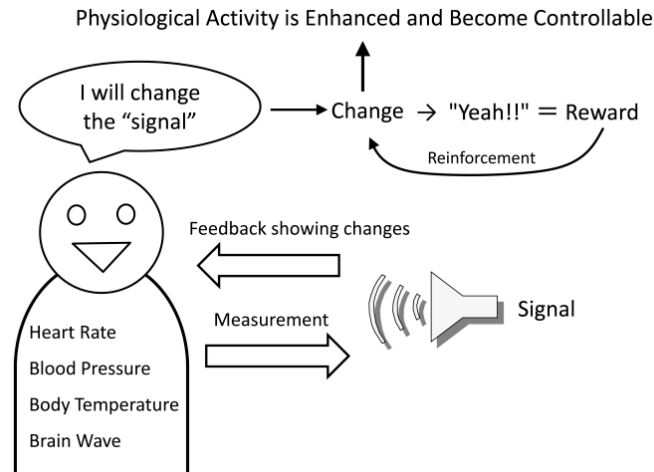 Physiological Activity is Enhanced and Become Controllable
I will change
the “signal”
Change → "Yeah!!" = Reward
Reinforcement
Feedback showing changes
Measurement
Signal
Heart Rate
Blood Pressure
Body Temperature
Brain Wave